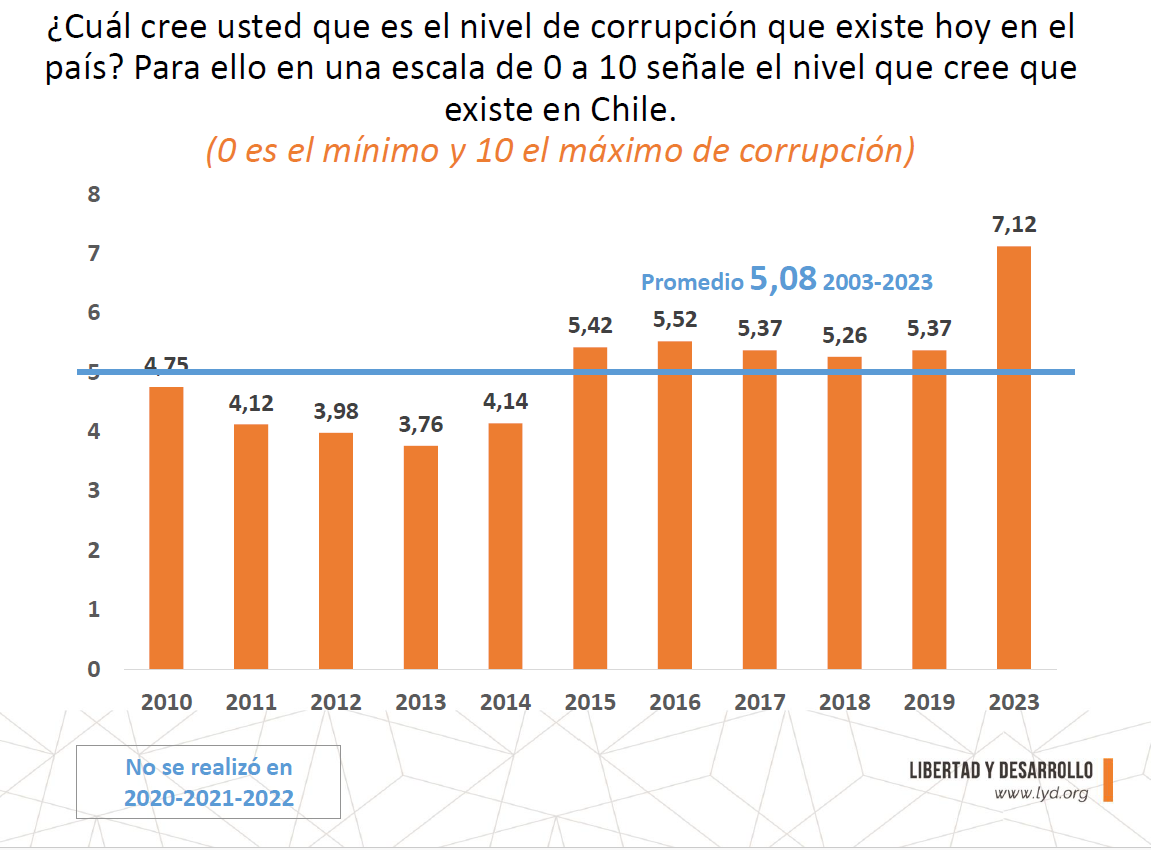 ¿Cuál cree usted que es el nivel de corrupción que existe hoy en el
país? Para ello en una escala de 0 a 10 señale el nivel que cree que
existe en Chile.
(0 es el mínimo y 10 el máximo de corrupción)
8
7
6
5
4
3
2
1
0
Promedio 5,08 2003-2023
4,75
4,12
3,98
3,76
4,14
5,42
5,52
5,37
5,26
5,37
7,12
2010 2011 2012 2013 2014 2015 2016 2017 2018 2019 2023
No se realizó en
2020-2021-2022
LIBERTAD Y DESARROLLO
www.lyd.org